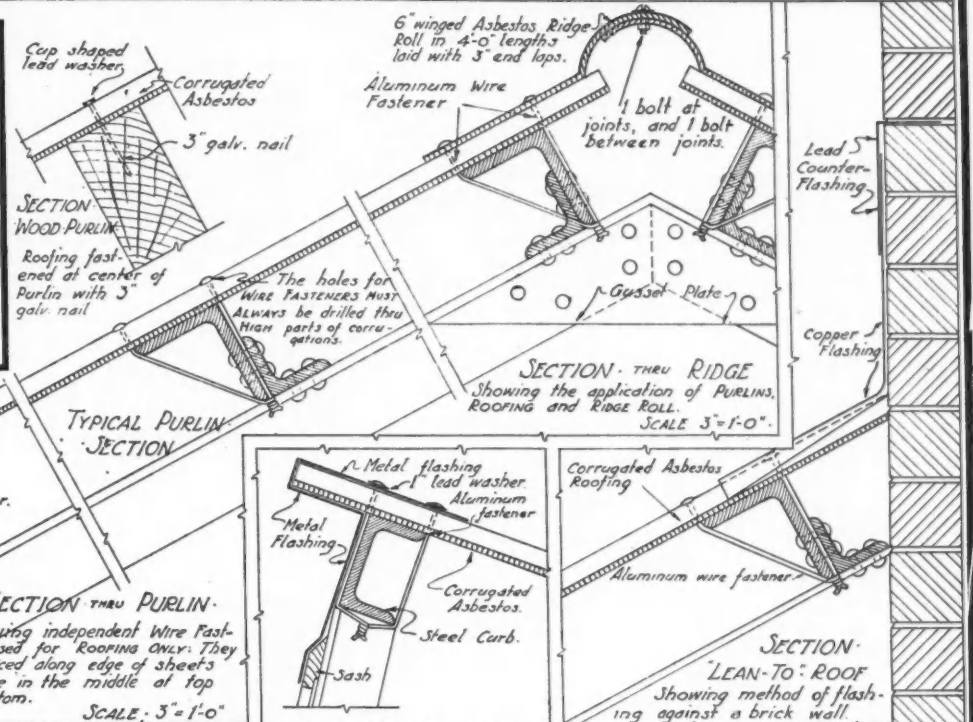 Cup shaped
lead washer.
Corrugated
Asbestos
3" galv. nail
SECTION
WOOD PURLIN
Roofing fast-
ened at center of
Purlin with 3"
galv. nail
6" winged Asbestos Ridge
Roll in 4'-0" lengths
laid with 3" end laps.
Aluminum Wire
Fastener
1 bolt at
joints, and 1 bolt
between joints.
The holes for
WIRE FASTENERS MUST
ALWAYS be drilled thru
HIGH parts of corru-
gations.
Gusset Plate
SECTION · THRU RIDGE
Showing the application of PURLINS,
ROOFING and RIDGE ROLL.
SCALE 3"=1'-0".
TYPICAL PURLIN
SECTION
Lead
Counter-
Flashing
Copper
Flashing
Metal flashing
1" lead washer.
Aluminum
fastener
Metal
Flashing
Corrugated
Asbestos.
Steel Curb.
Sash
Corrugated Asbestos
Roofing
Aluminum wire fastener
SECTION ·
"LEAN-TO" ROOF
Showing method of flash-
ing against a brick wall.
r.
ECTION THRU PURLIN ·
independent Wire Fast-
sed for ROOFING ONLY: They
ced along edge of sheets
e in the middle at top
tom.
SCALE · 3"=1'-0"